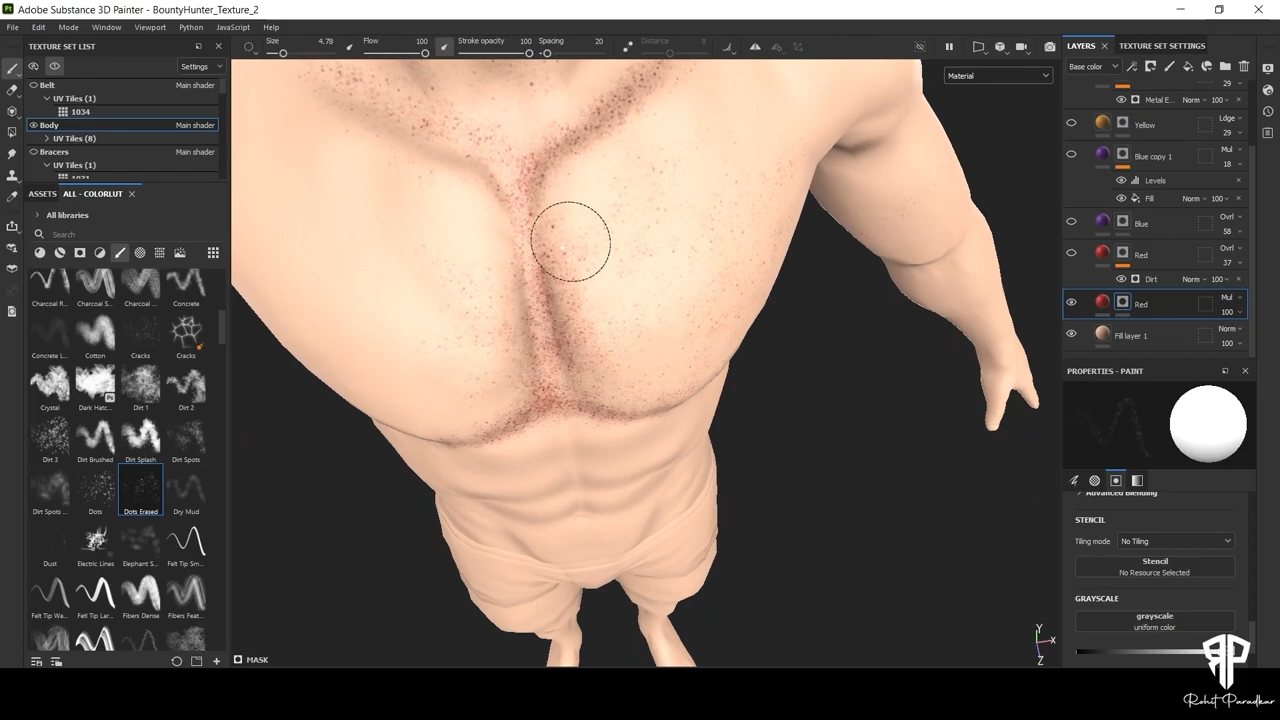 Adobe Substance 3D Painter - BountyHunter_Texture_2
File Edit Mode Window Viewport Python JavaScript Help
TEXTURE SET LIST
Settings
Belt Main shader
UV Tiles (1)
1034
Body Main shader
UV Tiles (8)
Bracers Main shader
UV Tiles (1)
ASSETS ALL - COLORLUT
All libraries
Search
Charcoal R... Charcoal S... Charcoal ... Concrete
Concrete L... Cotton Cracks Cracks
Crystal Dark Hatc... Dirt 1 Dirt 2
Dirt 3 Dirt Brushed Dirt Splash Dirt Spots
Dirt Spots ... Dots Dots Erased Dry Mud
Dust Electric Lines Elephant S... Felt Tip Sm...
Felt Tip Wa... Felt Tip Lar... Fibers Dense Fibers Feat...
Size 4.78 Flow 100 Stroke opacity 100 Spacing 20 Distance 8
Material
MASK
Y
X
Z
LAYERS TEXTURE SET SETTINGS
Base color
29
Metal E... Norm 100
Yellow Ldge
29
Blue copy 1 Mul
18
Levels
Fill Norm 100
Blue Ovrl
58
Red Ovrl
37
Dirt Norm 100
Red Mul
100
Fill layer 1 Norm
100
PROPERTIES - PAINT
Advanced Blending
STENCIL
Tiling mode No Tiling
Stencil
No Resource Selected
GRAYSCALE
grayscale
uniform color
Rohit Paradkar